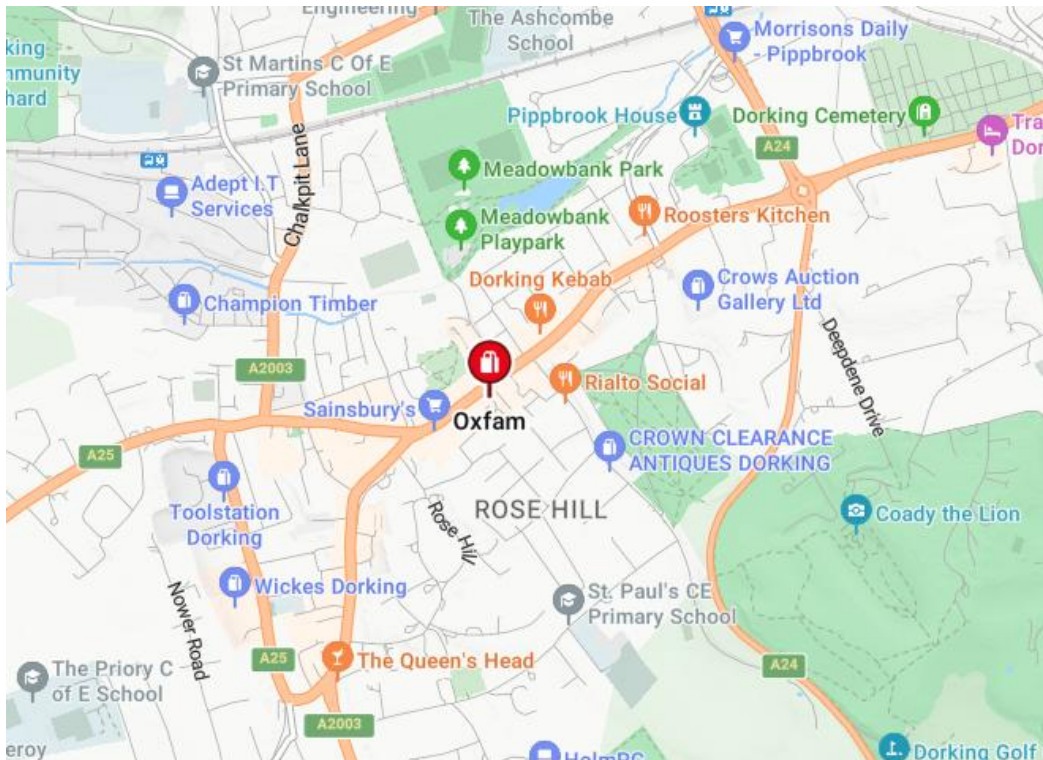 Engineering
The Ashcombe
School
Morrisons Daily
- Pippbrook
king
mmunity
hard
St Martins C Of E
Primary School
Pippbrook House
Dorking Cemetery
Tra
Dor
A24
Chalkpit Lane
Meadowbank Park
Adept I.T
Services
Meadowbank
Playpark
Roosters Kitchen
Dorking Kebab
Crows Auction
Gallery Ltd
Champion Timber
Deepdene Drive
A2003
Rialto Social
Sainsbury's
Oxfam
CROWN CLEARANCE
ANTIQUES DORKING
A25
Toolstation
Dorking
Rose Hill
ROSE HILL
Coady the Lion
Wickes Dorking
Nower Road
St. Paul's CE
Primary School
A25
The Queen's Head
A24
The Priory C
of E School
A2003
eroy
HolmPC
Dorking Golf